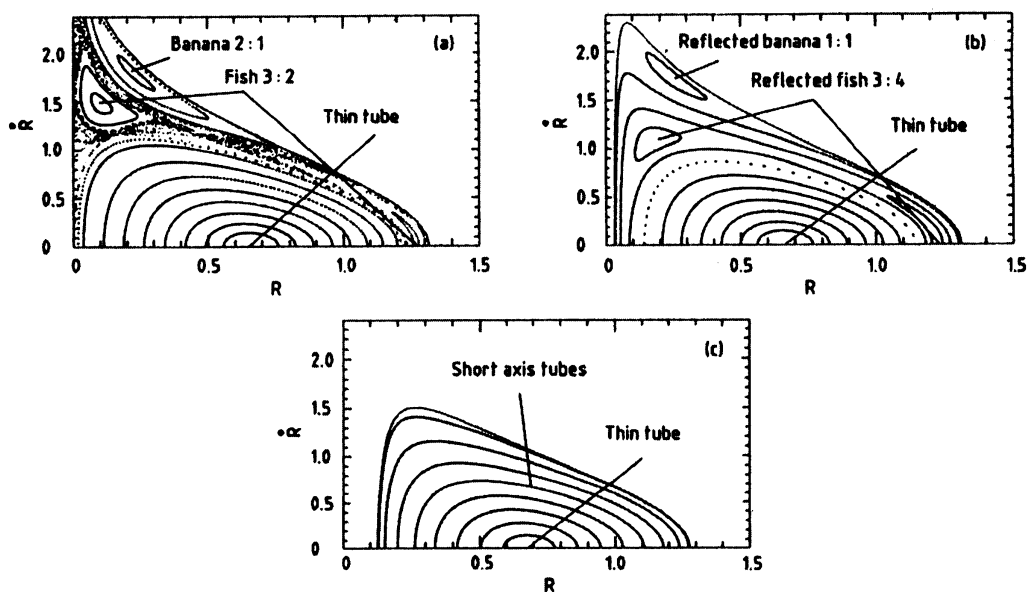 (a)
Banana 2 : 1
Fish 3 : 2
Thin tube
2.0
1.5
1.0
0.5
0
Ṙ
0
0.5
1.0
1.5
R
(b)
Reflected banana 1 : 1
Reflected fish 3 : 4
Thin tube
2.0
1.5
1.0
0.5
0
Ṙ
0
0.5
1.0
1.5
R
(c)
Short axis tubes
Thin tube
2.0
1.5
1.0
0.5
0
Ṙ
0
0.5
1.0
1.5
R